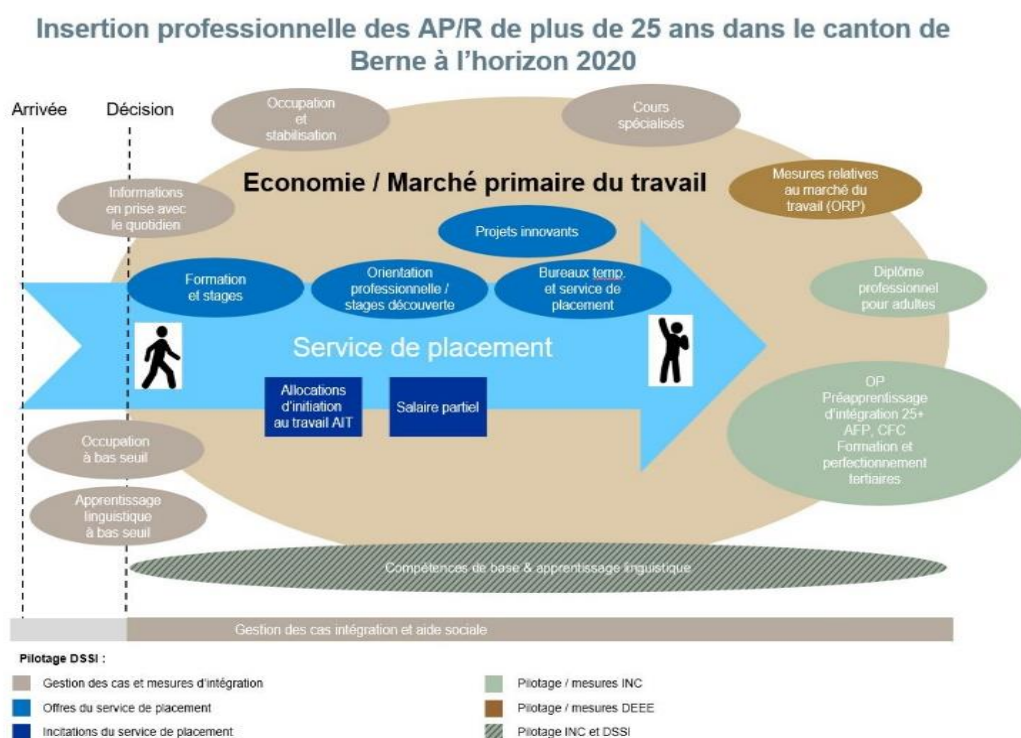 Insertion professionnelle des AP/R de plus de 25 ans dans le canton de
Berne à l'horizon 2020
Arrivée
Décision
Occupation
et
stabilisation
Cours
spécialisés
Informations
en prise avec
le quotidien
Economie / Marché primaire du travail
Mesures relatives
au marché du
travail (ORP)
Projets innovants
Formation
et stages
Orientation
professionnelle /
stages découverte
Bureaux temp.
et service de
placement
Diplôme
professionnel
pour adultes
Service de placement
Allocations
d'initiation
au travail AIT
Salaire partiel
OP
Préapprentissage
d'intégration 25+
AFP, CFC
Formation et
perfectionnement
tertiaires
Occupation
à bas seuil
Apprentissage
linguistique
à bas seuil
Compétences de base & apprentissage linguistique
Gestion des cas intégration et aide sociale
Pilotage DSSI :
Gestion des cas et mesures d'intégration
Offres du service de placement
Incitations du service de placement
Pilotage / mesures INC
Pilotage / mesures DEEE
Pilotage INC et DSSI